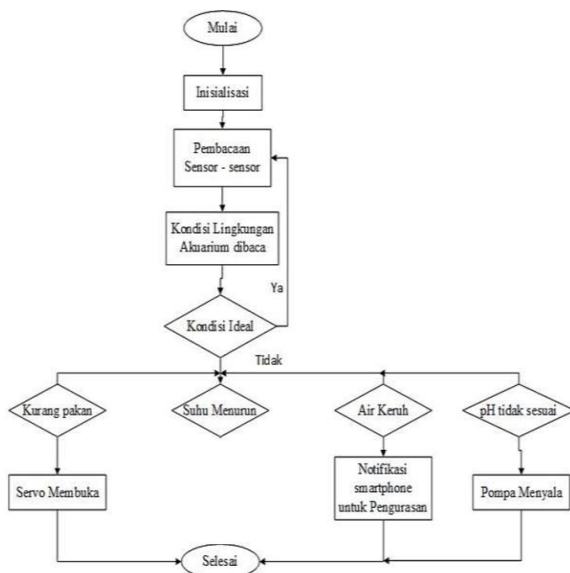 Mulai
Inisialisasi
Pembacaan
Sensor - sensor
Kondisi Lingkungan
Akuarium dibaca
Ya
Kondisi Ideal
Tidak
Kurang pakan
Suhu Menurun
Air Keruh
pH tidak sesuai
Servo Membuka
Notifikasi
smartphone
untuk Pengurasan
Pompa Menyala
Selesai